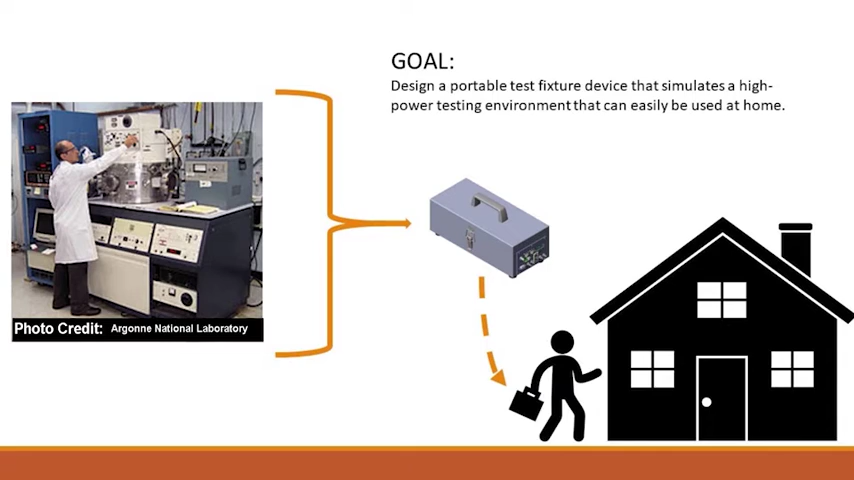 GOAL:
Design a portable test fixture device that simulates a high-
power testing environment that can easily be used at home.
Photo Credit: Argonne National Laboratory